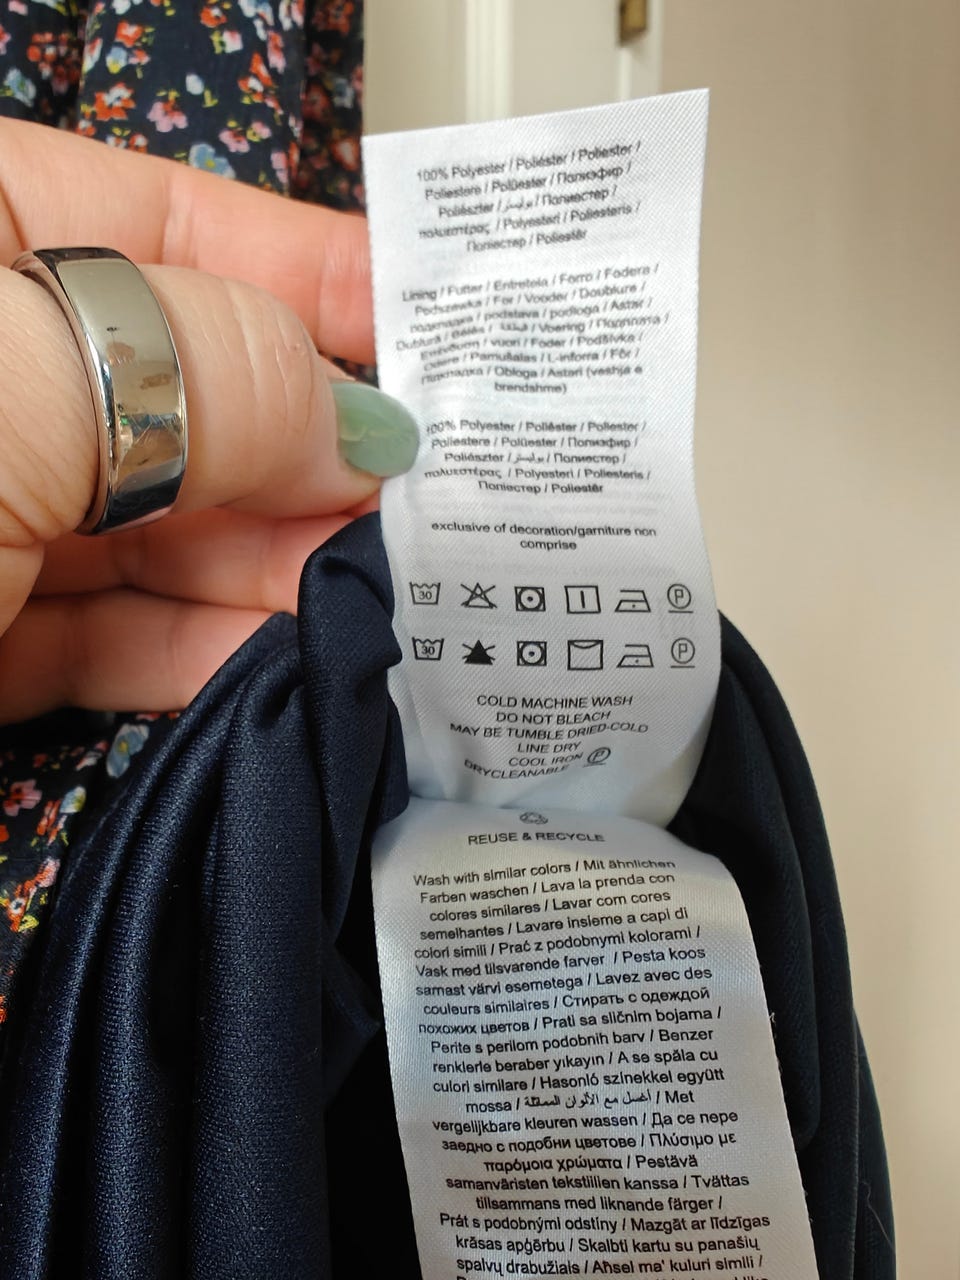 100% Polyester / Poliéster / Poliester /
Poliestere / Polüester / Полиэфир /
Poliészter / بوليستر / Полиестер /
πολυεστέρας / Polyesteri / Poliesteris /
Поліестер / Poliestër
Lining / Futter / Entretela / Forro / Fodera /
Podszewka / For / Vooder / Doublure /
подкладка / podstava / podloga / Astar /
Dublură / Bélés / / Voering / Подплата /
Επένδυση / vuori / Foder / Podšívka /
Odere / Pamušalas / L-inforra / Fôr /
Підкладка / Obloga / Astari (veshja e
brendshme)
100% Polyester / Poliéster / Poliester /
Poliestere / Polüester / Полиэфир /
Poliészter / بوليستر / Полиестер /
πολυεστέρας / Polyesteri / Poliesteris /
Поліестер / Poliestër
exclusive of decoration/garniture non
comprise
30 P
30 P
COLD MACHINE WASH
DO NOT BLEACH
MAY BE TUMBLE DRIED-COLD
LINE DRY
COOL IRON
DRYCLEANABLE P
REUSE & RECYCLE
Wash with similar colors / Mit ähnlichen
Farben waschen / Lava la prenda con
colores similares / Lavar com cores
semelhantes / Lavare insieme a capi di
colori simili / Prać z podobnymi kolorami /
Vask med tilsvarende farver / Pesta koos
samast värvi esemetega / Lavez avec des
couleurs similaires / Стирать с одеждой
похожих цветов / Prati sa sličnim bojama /
Perite s perilom podobnih barv / Benzer
renklerle beraber yıkayın / A se spăla cu
culori similare / Hasonló színekkel együtt
mossa / أغسل مع الألوان المماثلة / Met
vergelijkbare kleuren wassen / Да се пере
заедно с подобни цветове / Πλύσιμο με
παρόμοια χρώματα / Pestävä
samanväristen tekstiilien kanssa / Tvättas
tillsammans med liknande färger /
Prát s podobnými odstíny / Mazgāt ar līdzīgas
krāsas apģērbu / Skalbti kartu su panašių
spalvų drabužiais / Aħsel ma' kuluri simili /